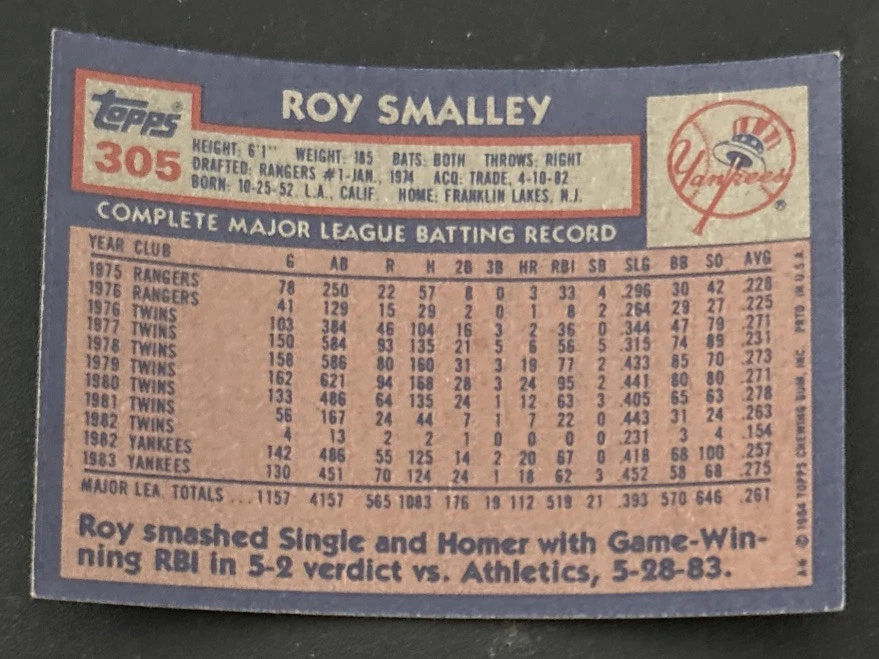 ROY SMALLEY
Topps®
305
HEIGHT: 6'1" WEIGHT: 185 BATS: BOTH THROWS: RIGHT
DRAFTED: RANGERS #1-JAN., 1974 ACQ: TRADE, 4-10-82
BORN: 10-25-52, L.A., CALIF. HOME: FRANKLIN LAKES, N.J.
Yankees®
COMPLETE MAJOR LEAGUE BATTING RECORD
YEAR CLUB G AB R H 2B 3B HR RBI SB SLG BB SO AVG
1975 RANGERS 78 250 22 57 8 0 3 33 4 .296 30 42 .228
1976 RANGERS 41 129 15 29 2 0 1 8 2 .264 29 27 .225
1976 TWINS 103 384 46 104 16 3 2 36 0 .344 47 79 .271
1977 TWINS 150 584 93 135 21 5 6 56 5 .315 74 89 .231
1978 TWINS 158 586 80 160 31 3 19 77 2 .433 85 70 .273
1979 TWINS 162 621 94 168 28 3 24 95 2 .441 80 80 .271
1980 TWINS 133 486 64 135 24 1 12 63 3 .405 65 63 .278
1981 TWINS 56 167 24 44 7 1 7 22 0 .443 31 24 .263
1982 TWINS 4 13 2 2 1 0 0 0 0 .231 3 4 .154
1982 YANKEES 142 486 55 125 14 2 20 67 0 .418 68 100 .257
1983 YANKEES 130 451 70 124 24 1 18 62 3 .452 58 68 .275
MAJOR LEA. TOTALS ... 1157 4157 565 1083 176 19 112 519 21 .393 570 646 .261
Roy smashed Single and Homer with Game-Win-
ning RBI in 5-2 verdict vs. Athletics, 5-28-83.
© 1984 TOPPS CHEWING GUM, INC. PRTD. IN U.S.A.